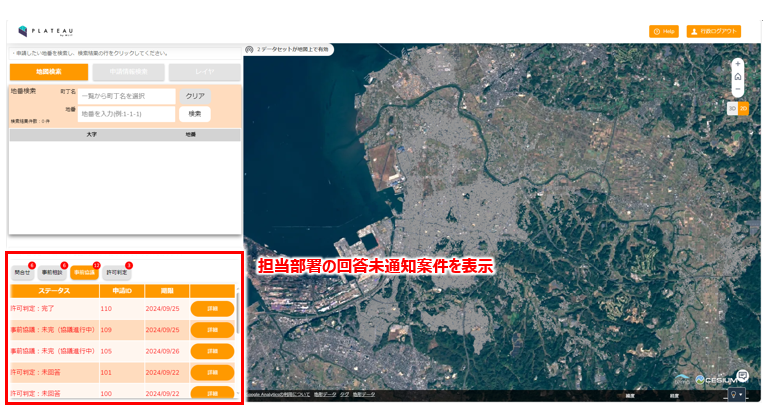 PLATEAU
by MLIT
Help
行政ログアウト
・申請したい地番を検索し、検索結果の行をクリックしてください。
2 データセットが地図上で有効
地図検索
申請情報検索
レイヤ
地番検索
町丁名
一覧から町丁名を選択
クリア
地番
地番を入力(例:1-1-1)
検索
検索結果件数:0 件
大字
地番
3D
2D
問合せ
事前相談
事前協議
許可判定
担当部署の回答未通知案件を表示
ステータス
申請ID
期限
許可判定:完了
110
2024/09/25
詳細
事前協議:未完(協議進行中)
109
2024/09/25
詳細
事前協議:未完(協議進行中)
105
2024/09/26
詳細
許可判定:未回答
101
2024/09/22
詳細
許可判定:未回答
100
2024/09/22
詳細
Google Analyticsの利用について
地図データ
タグ
地図データ
CESIUM